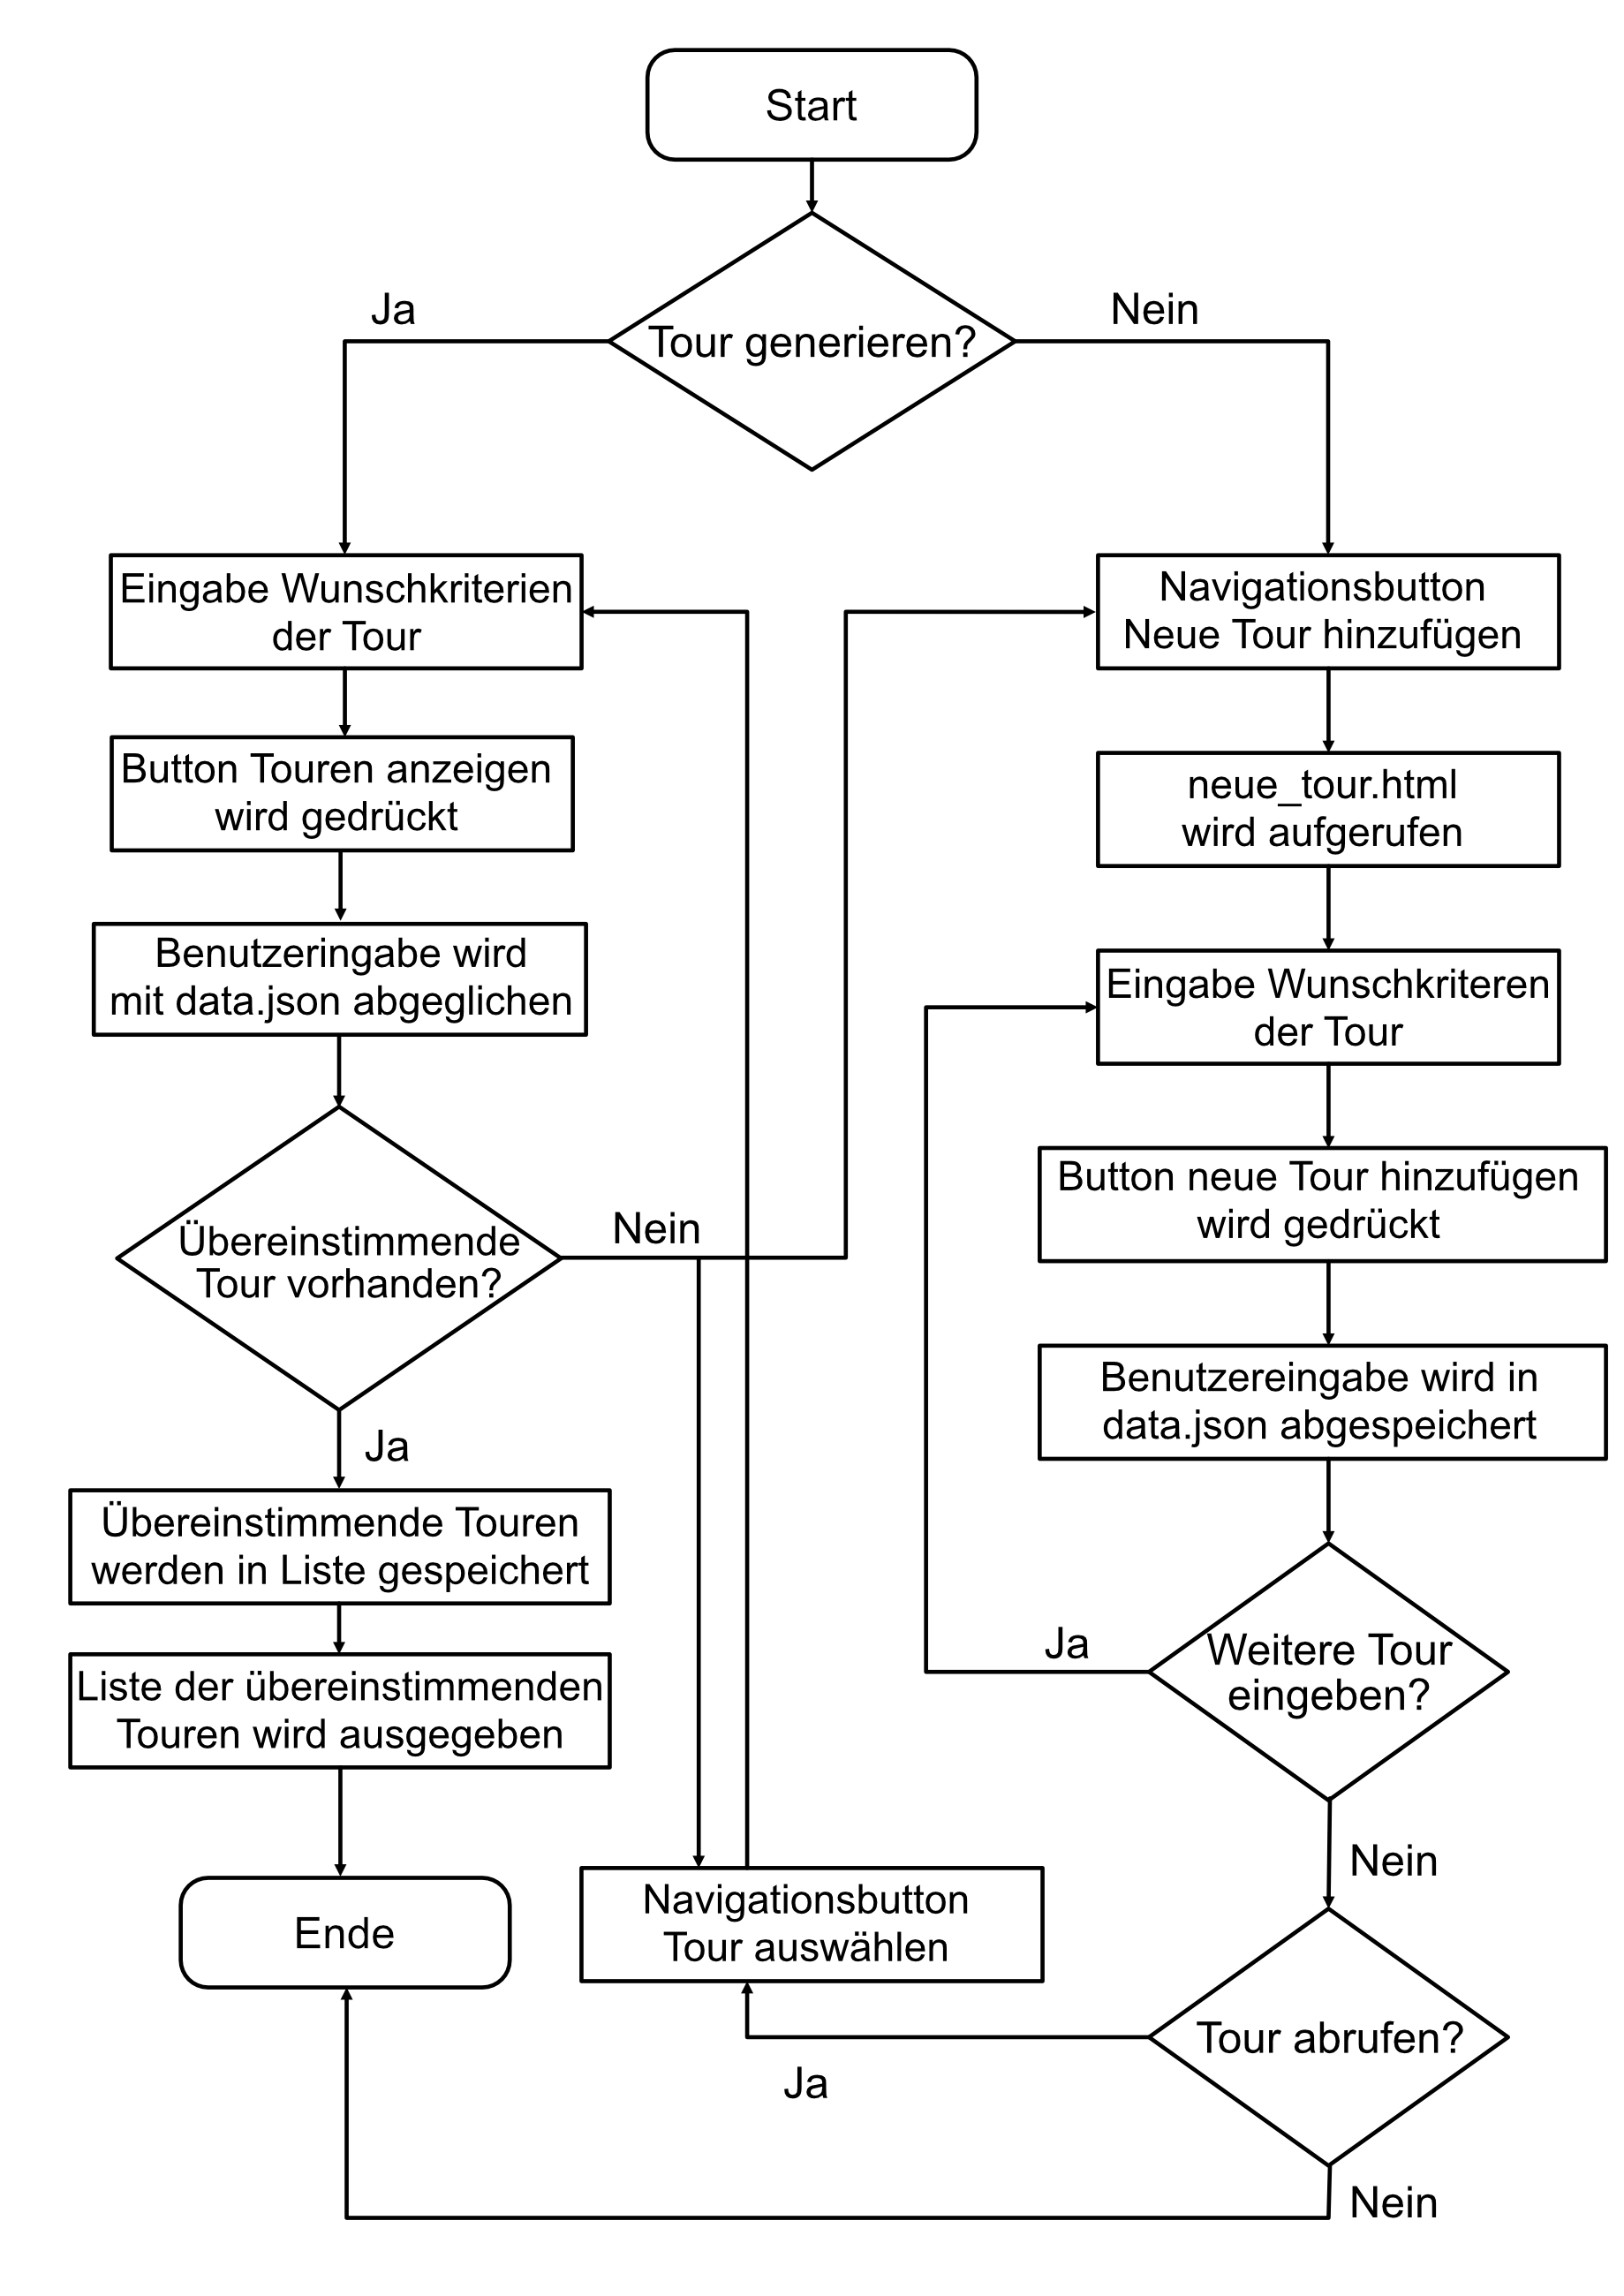 Start
Ja
Nein
Tour generieren?
Eingabe Wunschkriterien
der Tour
Navigationsbutton
Neue Tour hinzufügen
Button Touren anzeigen
wird gedrückt
neue_tour.html
wird aufgerufen
Benutzeringabe wird
mit data.json abgeglichen
Eingabe Wunschkriteren
der Tour
Button neue Tour hinzufügen
wird gedrückt
Nein
Übereinstimmende
Tour vorhanden?
Benutzereingabe wird in
data.json abgespeichert
Ja
Übereinstimmende Touren
werden in Liste gespeichert
Ja
Weitere Tour
eingeben?
Liste der übereinstimmenden
Touren wird ausgegeben
Nein
Ende
Navigationsbutton
Tour auswählen
Tour abrufen?
Ja
Nein